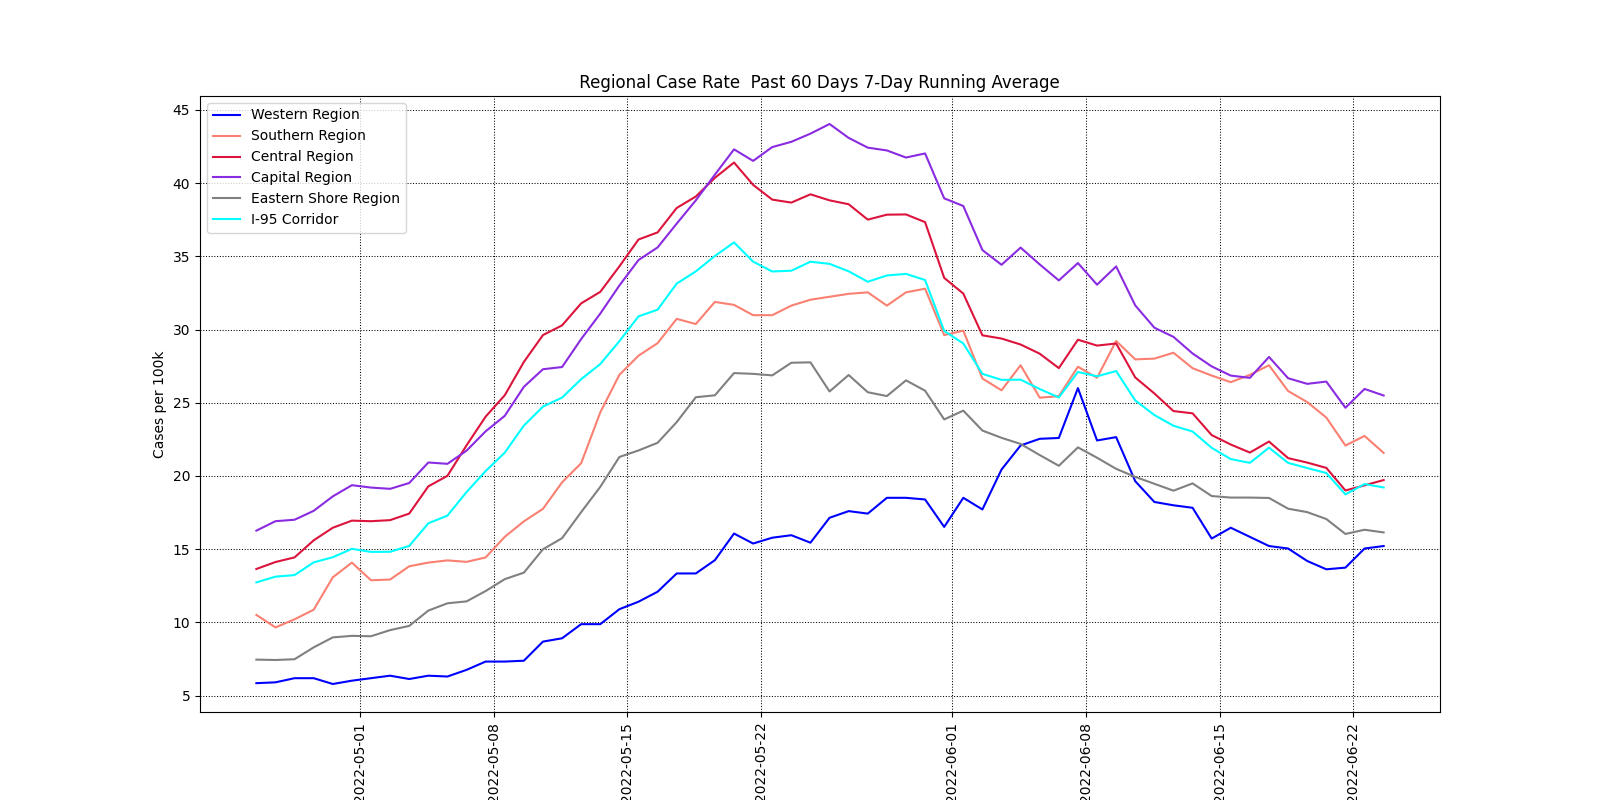 Regional Case Rate  Past 60 Days 7-Day Running Average
Western Region
Southern Region
Central Region
Capital Region
Eastern Shore Region
I-95 Corridor
Cases per 100k
45
40
35
30
25
20
15
10
5
2022-05-01
2022-05-08
2022-05-15
2022-05-22
2022-06-01
2022-06-08
2022-06-15
2022-06-22